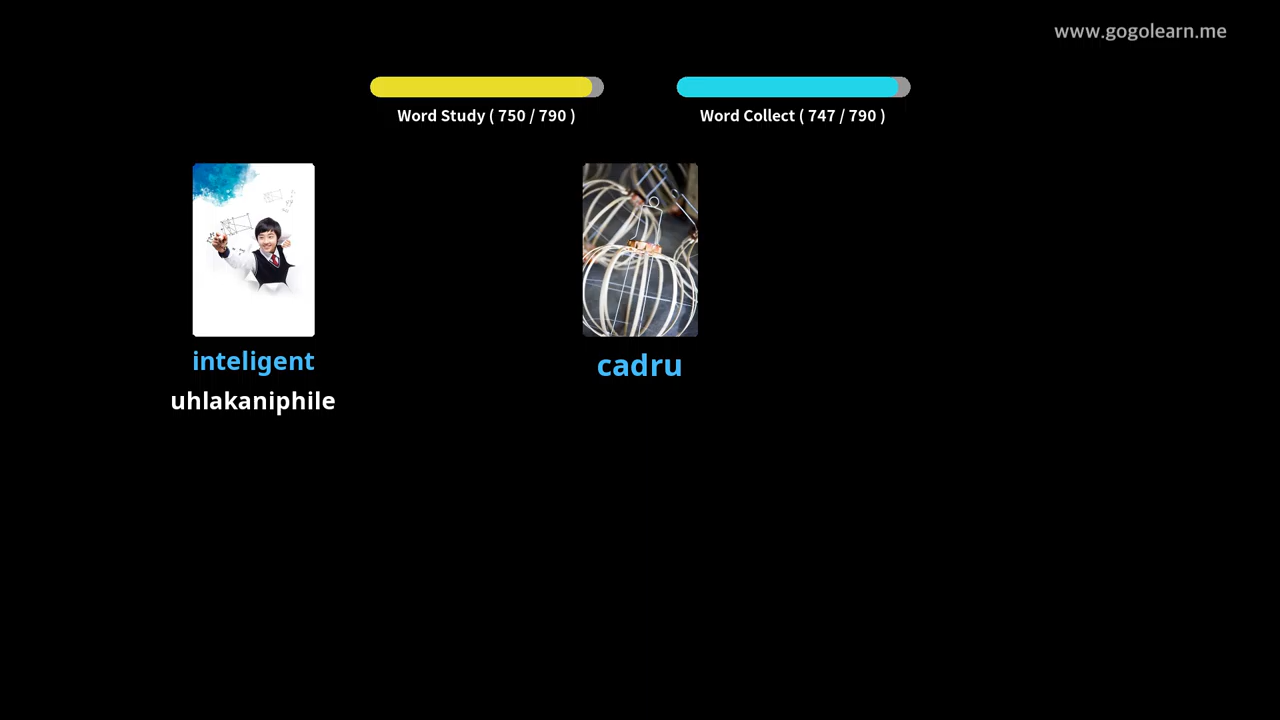 www.gogolearn.me
Word Study ( 750 / 790 )
Word Collect ( 747 / 790 )
inteligent
uhlakaniphile
cadru